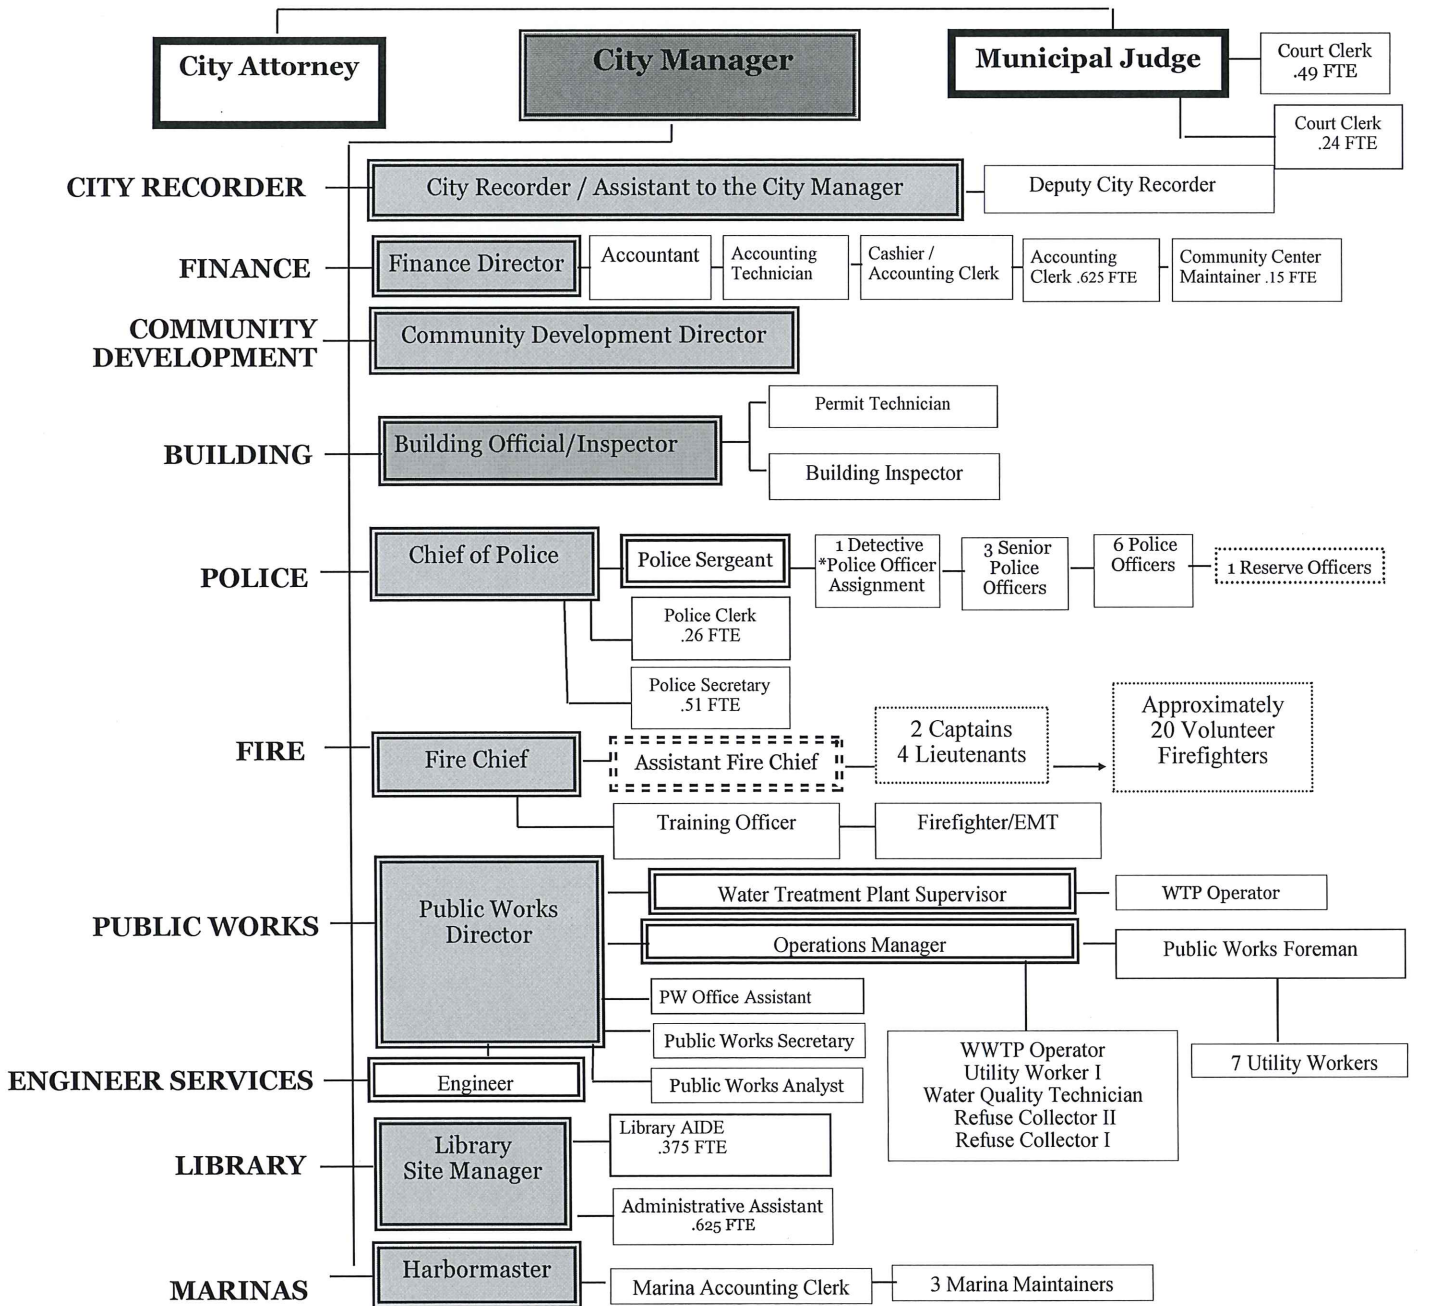 City Attorney
City Manager
Municipal Judge
Court Clerk
.49 FTE
Court Clerk
.24 FTE
CITY RECORDER
City Recorder / Assistant to the City Manager
Deputy City Recorder
FINANCE
Finance Director
Accountant
Accounting
Technician
Cashier /
Accounting Clerk
Accounting
Clerk .625 FTE
Community Center
Maintainer .15 FTE
COMMUNITY
DEVELOPMENT
Community Development Director
BUILDING
Building Official/Inspector
Permit Technician
Building Inspector
POLICE
Chief of Police
Police Sergeant
1 Detective
*Police Officer
Assignment
3 Senior
Police
Officers
6 Police
Officers
1 Reserve Officers
Police Clerk
.26 FTE
Police Secretary
.51 FTE
FIRE
Fire Chief
Assistant Fire Chief
2 Captains
4 Lieutenants
Approximately
20 Volunteer
Firefighters
Training Officer
Firefighter/EMT
PUBLIC WORKS
Public Works
Director
Water Treatment Plant Supervisor
WTP Operator
Operations Manager
Public Works Foreman
PW Office Assistant
Public Works Secretary
Public Works Analyst
WWTP Operator
Utility Worker I
Water Quality Technician
Refuse Collector II
Refuse Collector I
7 Utility Workers
ENGINEER SERVICES
Engineer
LIBRARY
Library
Site Manager
Library AIDE
.375 FTE
Administrative Assistant
.625 FTE
MARINAS
Harbormaster
Marina Accounting Clerk
3 Marina Maintainers